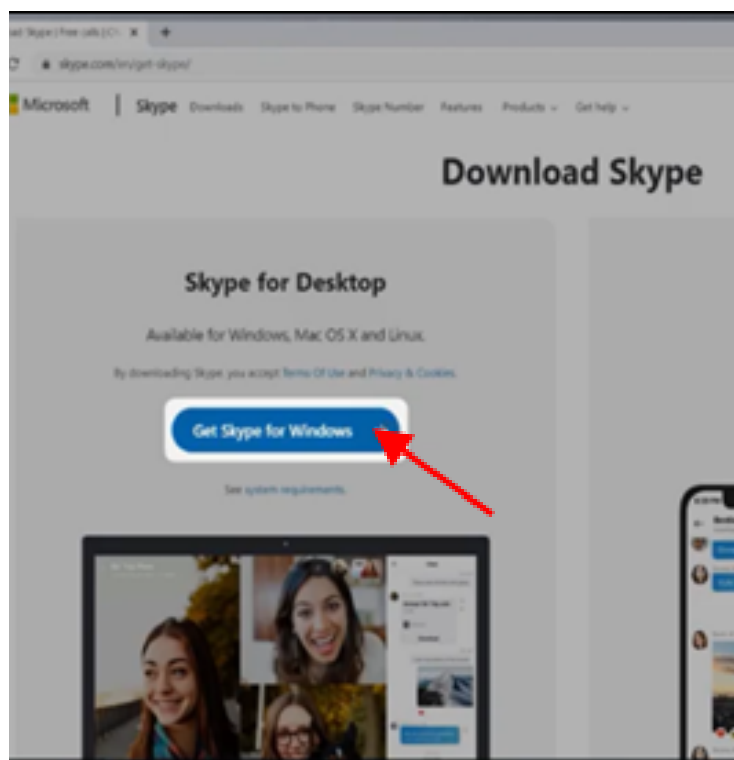 skype.com/en/get-skype/
Microsoft | Skype Downloads Skype to Phone Skype Number Features Products Get help
Download Skype
Skype for Desktop
Available for Windows, Mac OS X and Linux.
By downloading Skype you accept Terms Of Use and Privacy & Cookies.
Get Skype for Windows
See system requirements.